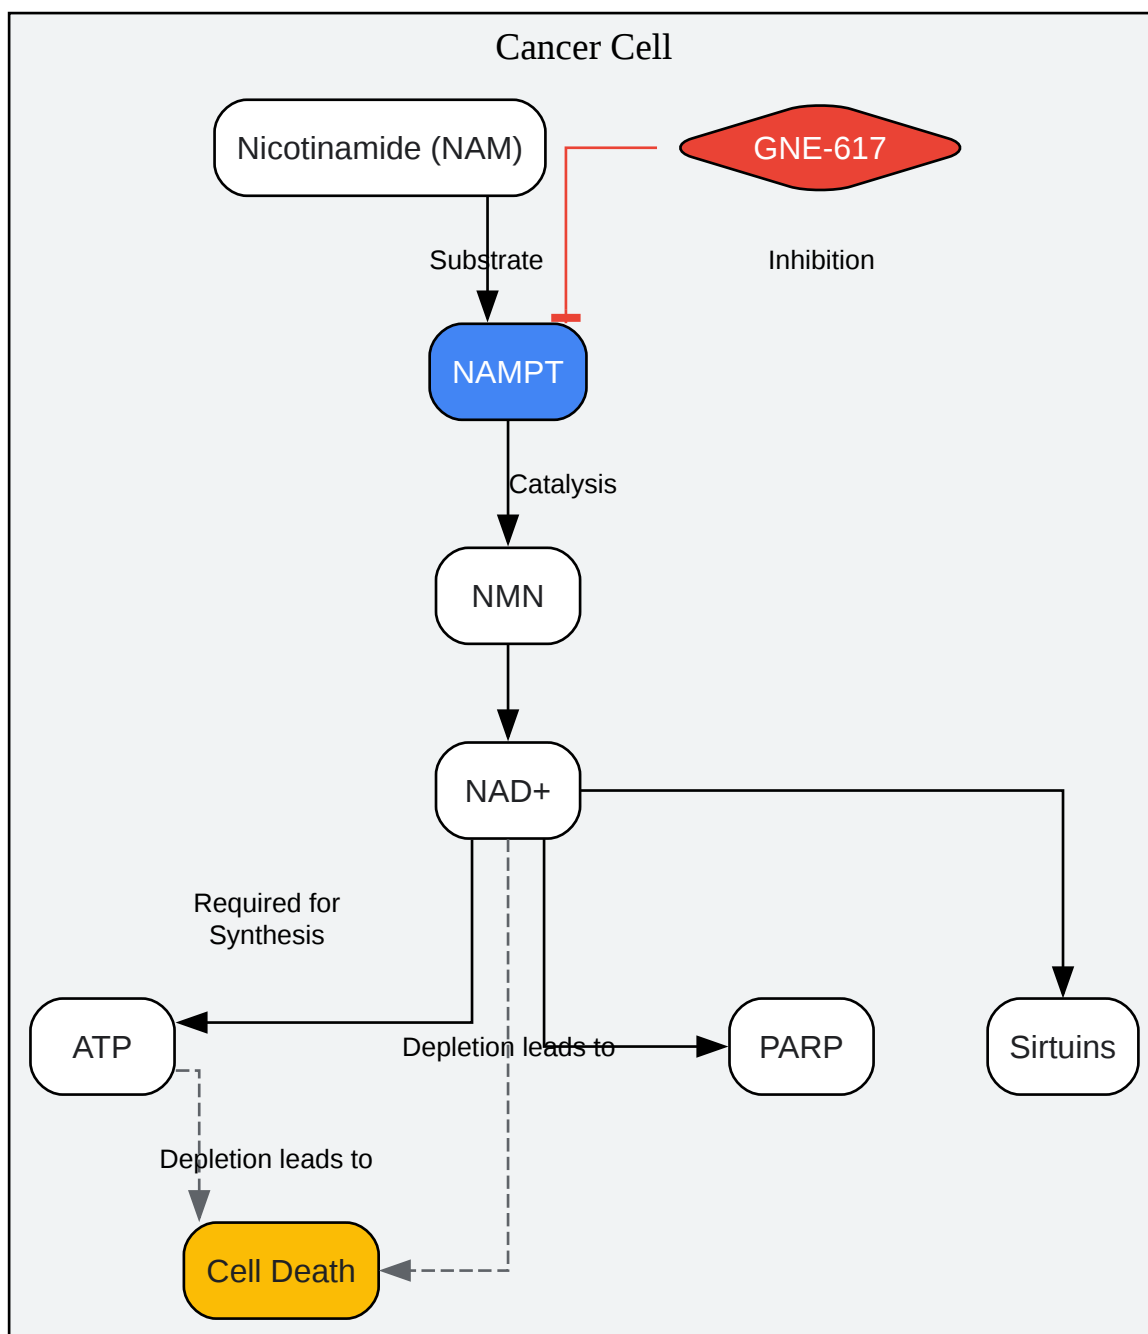 Cancer Cell
Nicotinamide (NAM)
GNE-617
Substrate
Inhibition
NAMPT
Catalysis
NMN
NAD+
Required for
Synthesis
ATP
Depletion leads to
PARP
Sirtuins
Depletion leads to
Cell Death